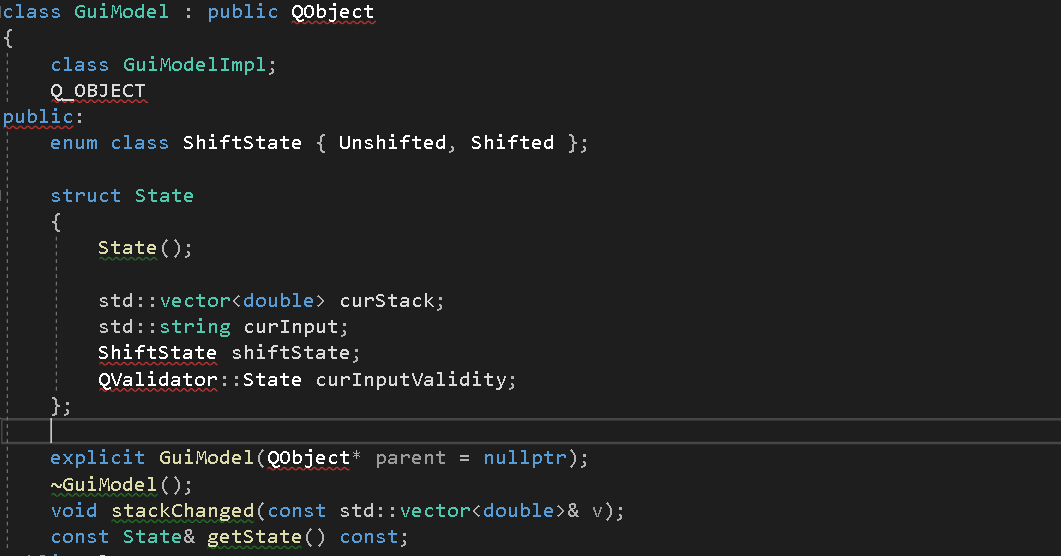 class GuiModel : public QObject
{
    class GuiModelImpl;
    Q_OBJECT
public:
    enum class ShiftState { Unshifted, Shifted };
    struct State
    {
        State();
        std::vector<double> curStack;
        std::string curInput;
        ShiftState shiftState;
        QValidator::State curInputValidity;
    };
    explicit GuiModel(QObject* parent = nullptr);
    ~GuiModel();
    void stackChanged(const std::vector<double>& v);
    const State& getState() const;